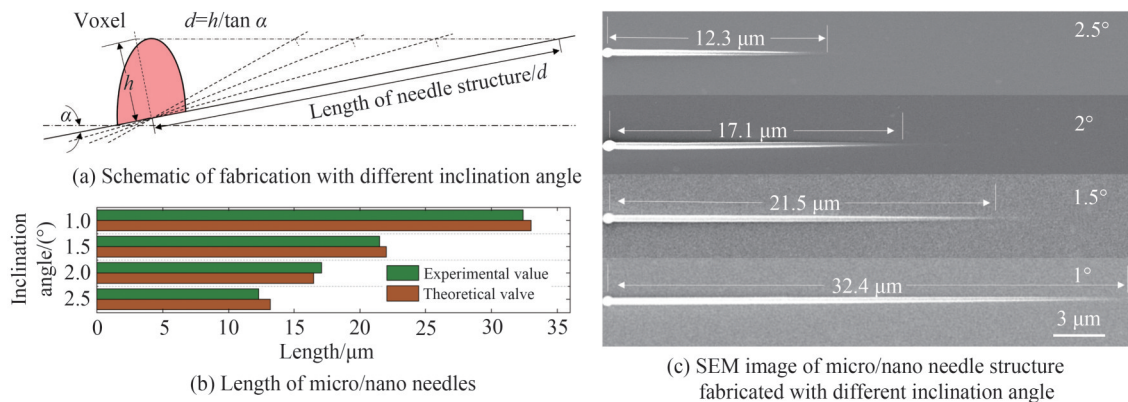 Voxel
d=h/tan α
h
α
Length of needle structure/d
(a) Schematic of fabrication with different inclination angle
Inclination
angle/(°)
1.0
1.5
2.0
2.5
Experimental value
Theoretical valve
0 5 10 15 20 25 30 35
Length/μm
(b) Length of micro/nano needles
12.3 μm
2.5°
17.1 μm
2°
21.5 μm
1.5°
32.4 μm
1°
3 μm
(c) SEM image of micro/nano needle structure
fabricated with different inclination angle